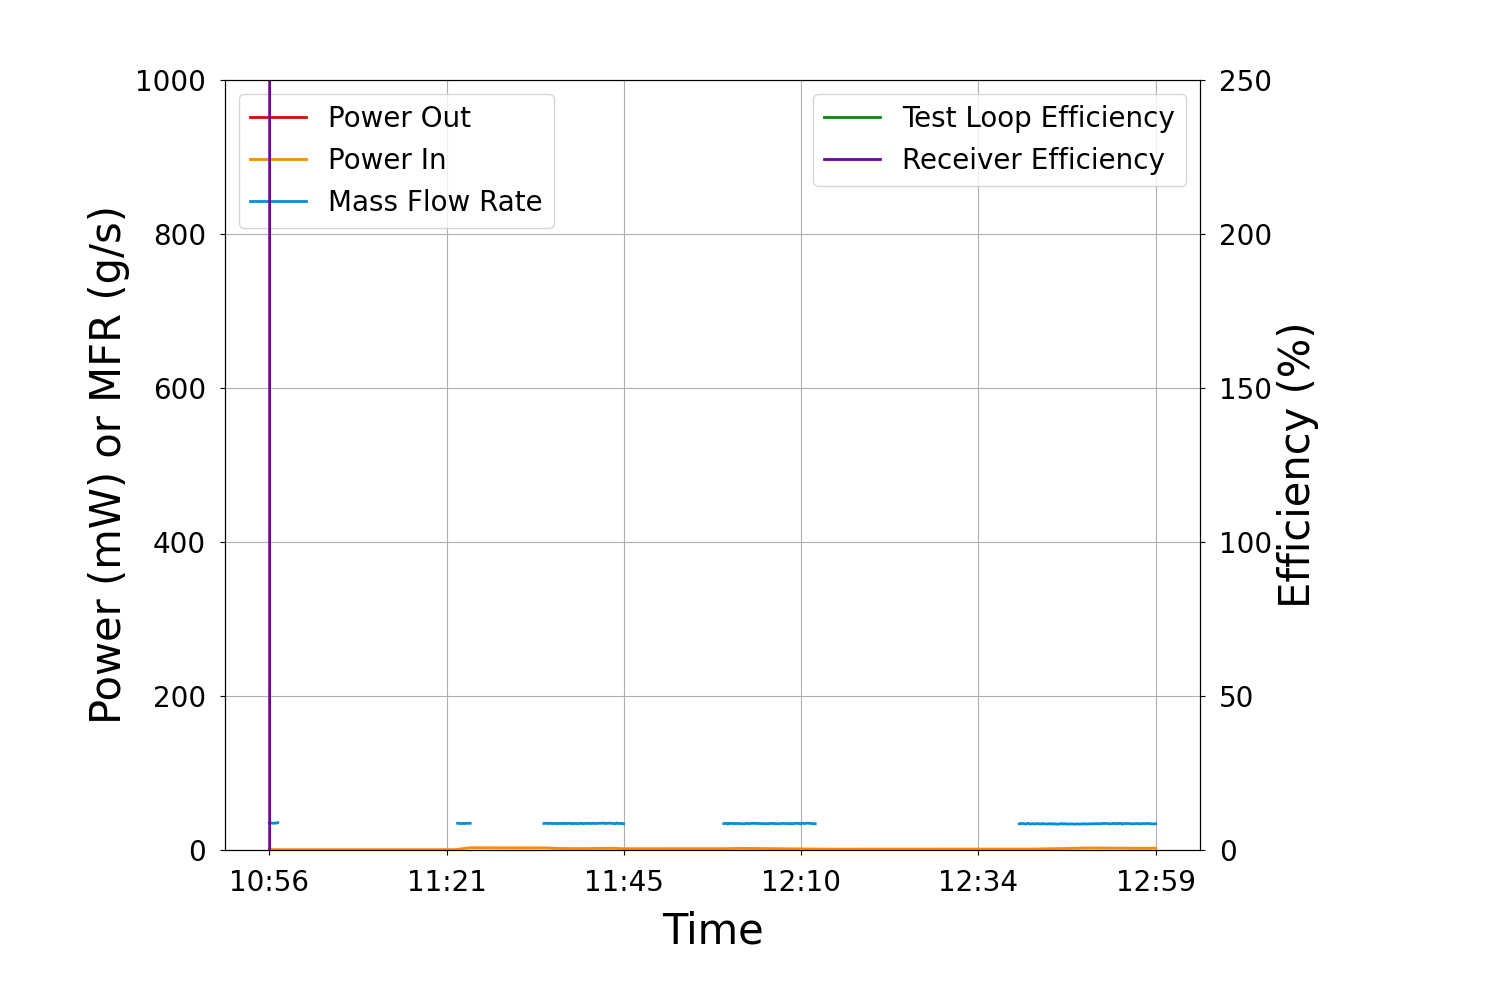 1000
800
600
400
200
0
Power (mW) or MFR (g/s)
Power Out
Power In
Mass Flow Rate
Test Loop Efficiency
Receiver Efficiency
250
200
150
100
50
0
Efficiency (%)
10:56 11:21 11:45 12:10 12:34 12:59
Time